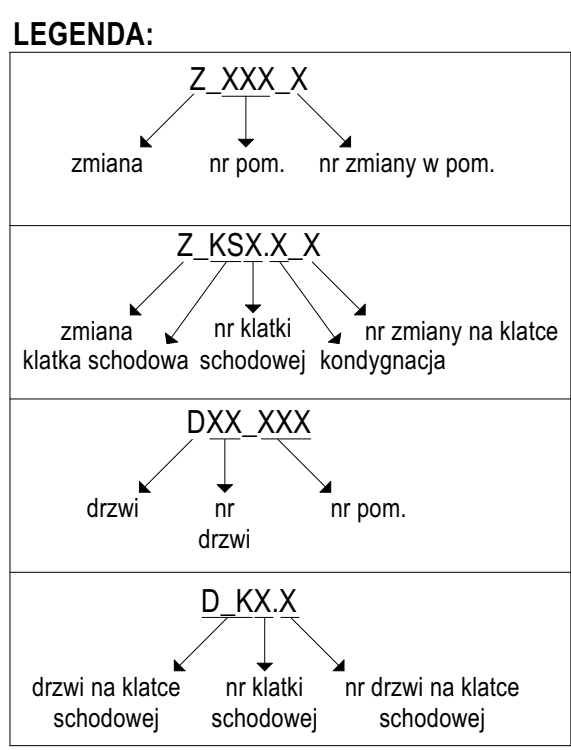 LEGENDA:
Z_XXX_X
zmiana nr pom. nr zmiany w pom.
Z_KSX.X_X
zmiana nr klatki nr zmiany na klatce
klatka schodowa schodowej kondygnacja
DXX_XXX
drzwi nr nr pom.
drzwi
D_KX.X
drzwi na klatce nr klatki nr drzwi na klatce
schodowej schodowej schodowej